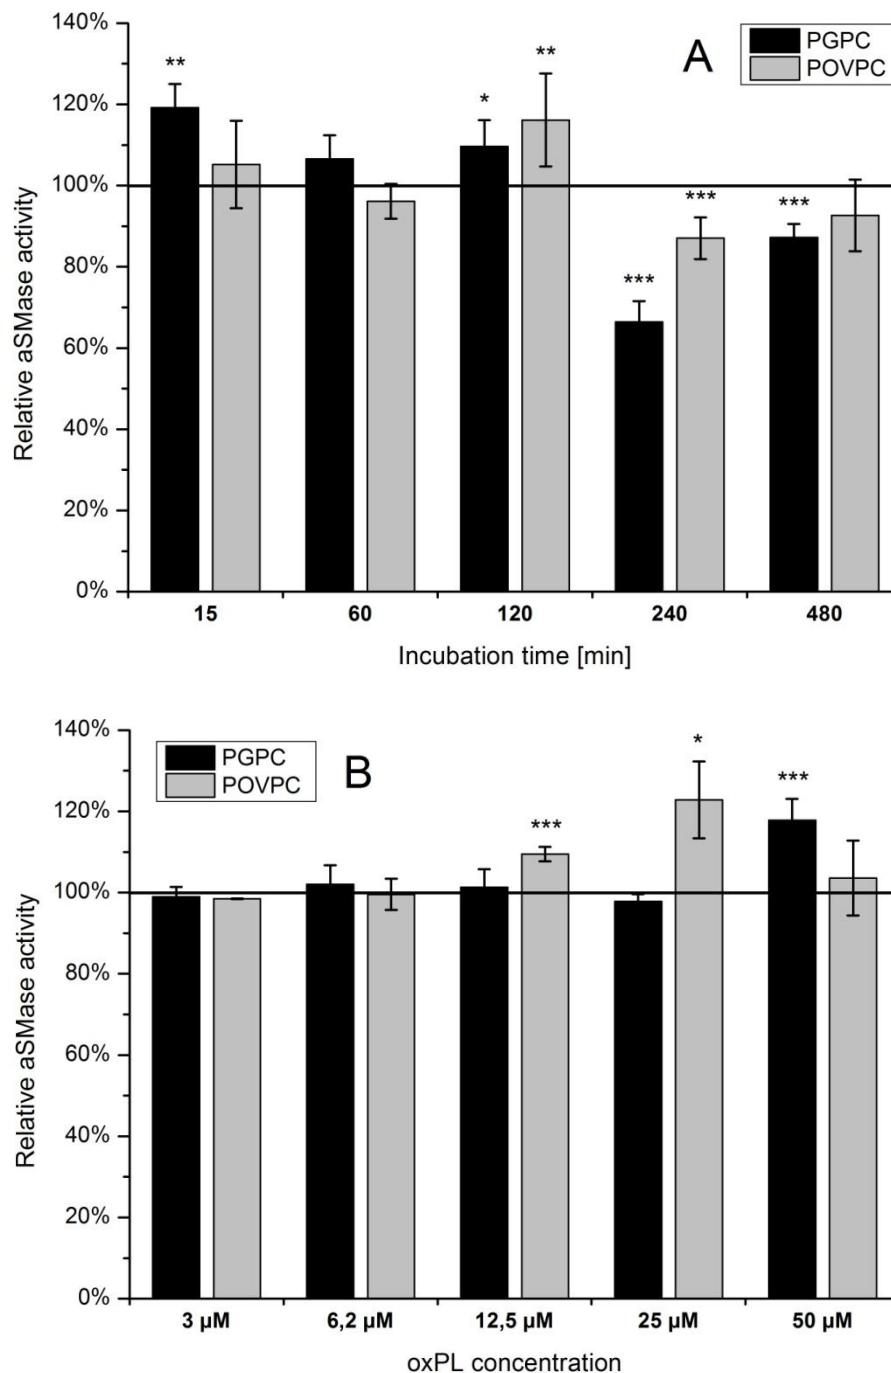 140%
120%
100%
80%
60%
40%
20%
0%
Relative aSMase activity
A
PGPC
POVPC
** * ** *** *** ***
15 60 120 240 480
Incubation time [min]
140%
120%
100%
80%
60%
40%
20%
0%
Relative aSMase activity
PGPC
POVPC
B
*** * ***
3 µM 6,2 µM 12,5 µM 25 µM 50 µM
oxPL concentration